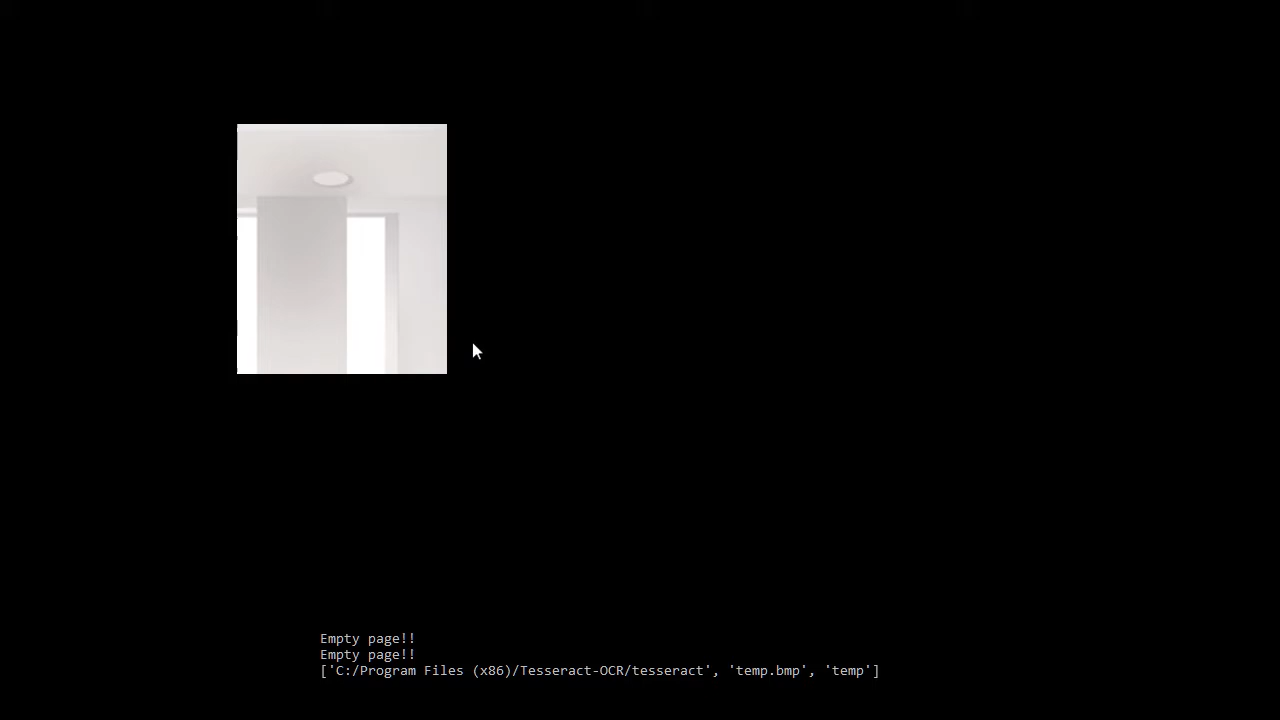 Empty page!!
Empty page!!
['C:/Program Files (x86)/Tesseract-OCR/tesseract', 'temp.bmp', 'temp']